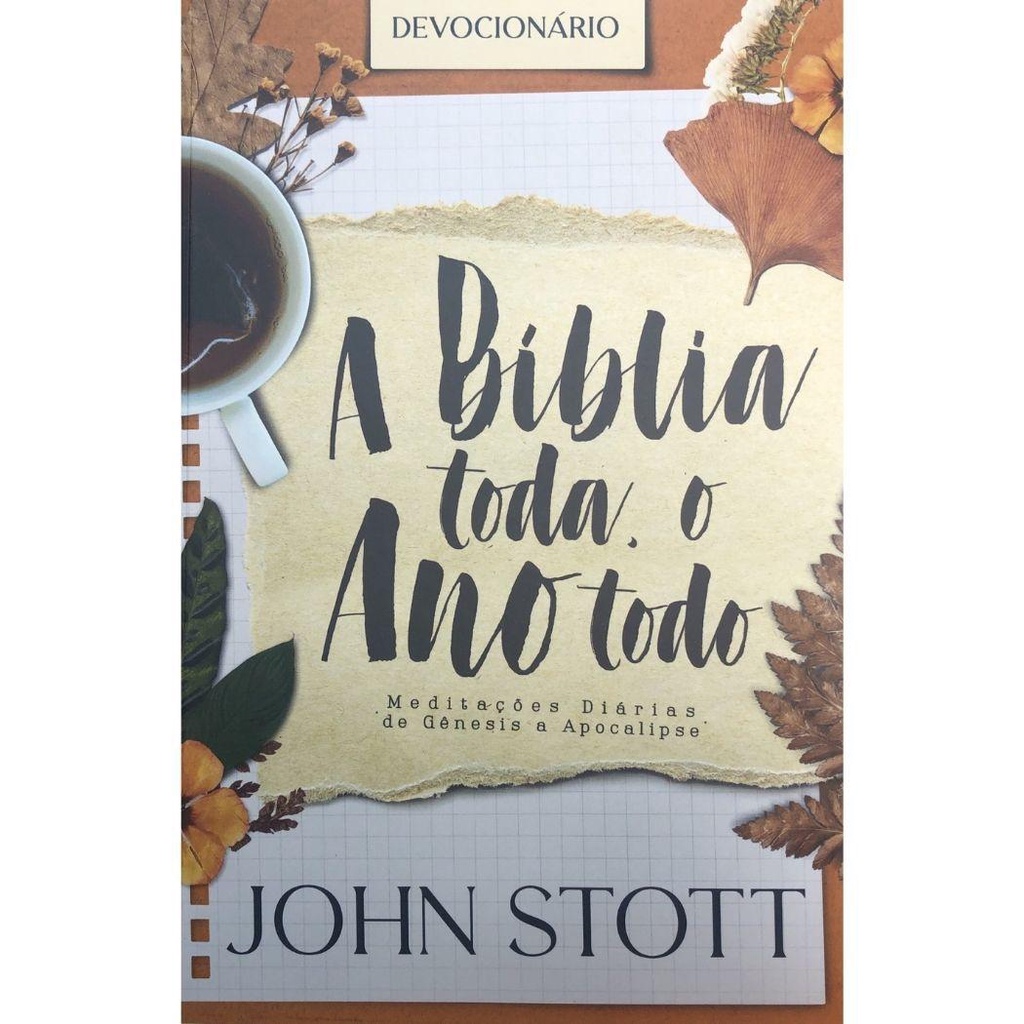 DEVOCIONÁRIO
A Bíblia
toda, o
Ano todo
Meditações Diárias
de Gênesis a Apocalipse
JOHN STOTT